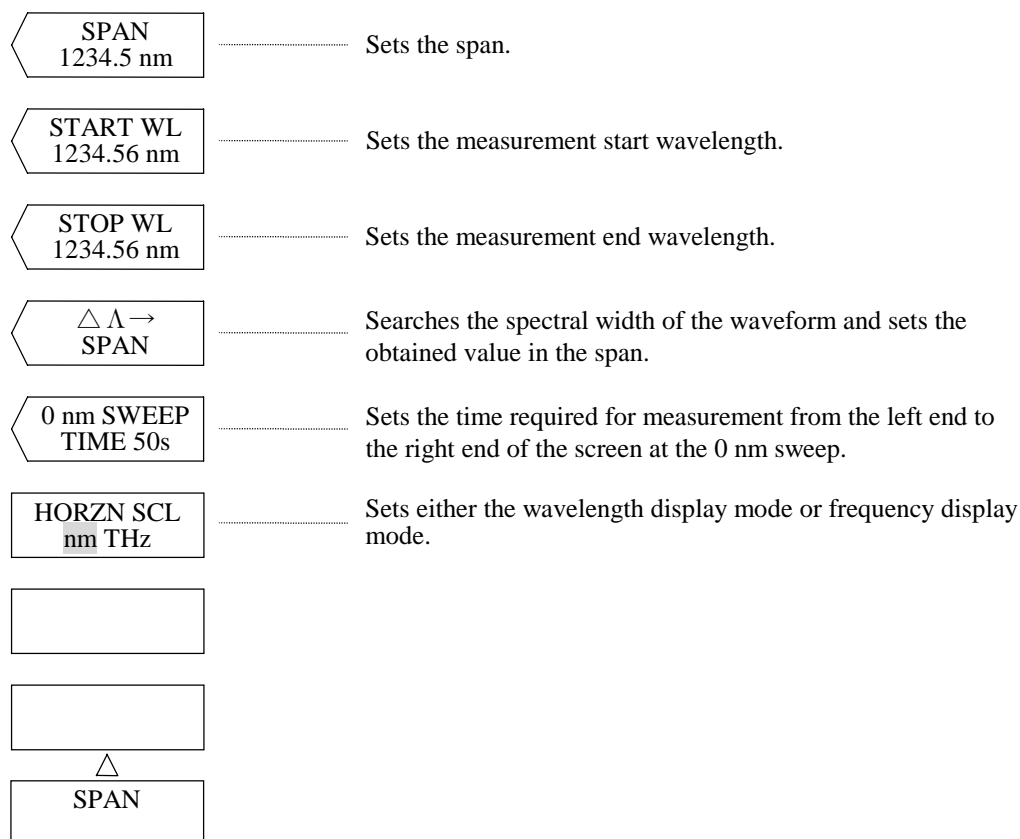 SPAN
1234.5 nm
Sets the span.
START WL
1234.56 nm
Sets the measurement start wavelength.
STOP WL
1234.56 nm
Sets the measurement end wavelength.
△ Λ →
SPAN
Searches the spectral width of the waveform and sets the
obtained value in the span.
0 nm SWEEP
TIME 50s
Sets the time required for measurement from the left end to
the right end of the screen at the 0 nm sweep.
HORZN SCL
nm THz
Sets either the wavelength display mode or frequency display
mode.
△
SPAN